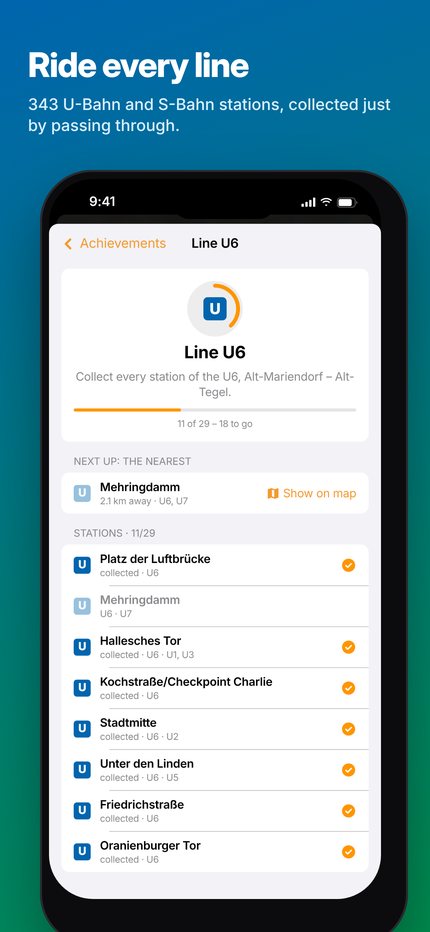 Ride every line
343 U-Bahn and S-Bahn stations, collected just
by passing through.
9:41
Achievements
Line U6
U
Line U6
Collect every station of the U6, Alt-Mariendorf – Alt-
Tegel.
11 of 29 – 18 to go
NEXT UP: THE NEAREST
U
Mehringdamm
2.1 km away · U6, U7
Show on map
STATIONS · 11/29
U
Platz der Luftbrücke
collected · U6
U
Mehringdamm
U6 · U7
U
Hallesches Tor
collected · U6 · U1, U3
U
Kochstraße/Checkpoint Charlie
collected · U6
U
Stadtmitte
collected · U6 · U2
U
Unter den Linden
collected · U6 · U5
U
Friedrichstraße
collected · U6
U
Oranienburger Tor
collected · U6